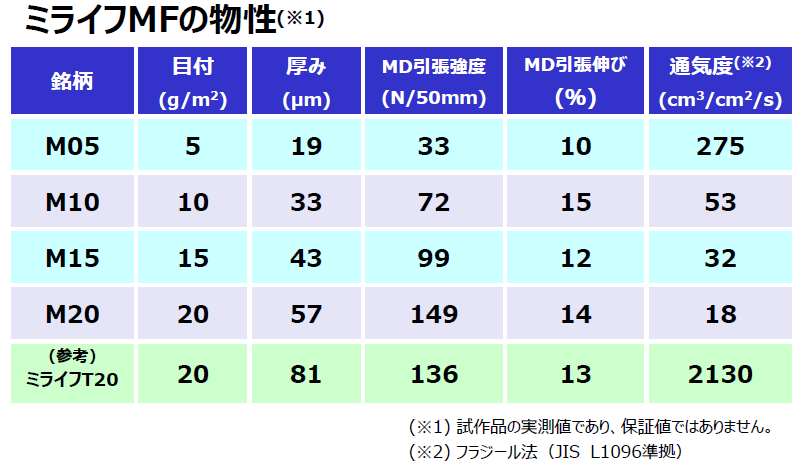 ミライフMFの物性(※1)
銘柄 目付 (g/m²) 厚み (μm) MD引張強度 (N/50mm) MD引張伸び (%) 通気度(※2) (cm³/cm²/s)
M05 5 19 33 10 275
M10 10 33 72 15 53
M15 15 43 99 12 32
M20 20 57 149 14 18
(参考) ミライフT20 20 81 136 13 2130
(※1) 試作品の実測値であり、保証値ではありません。
(※2) フラジール法（JIS L1096準拠）